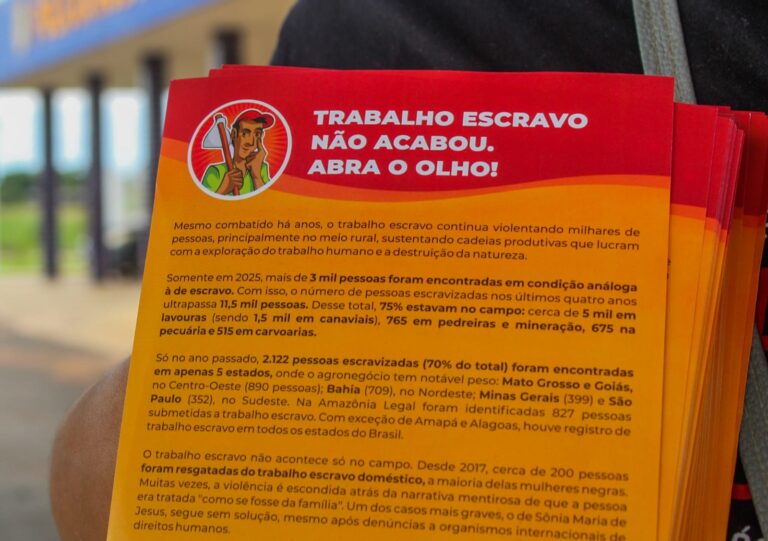 TRABALHO ESCRAVO
NÃO ACABOU.
ABRA O OLHO!
Mesmo combatido há anos, o trabalho escravo continua violentando milhares de
pessoas, principalmente no meio rural, sustentando cadeias produtivas que lucram
com a exploração do trabalho humano e a destruição da natureza.
Somente em 2025, mais de 3 mil pessoas foram encontradas em condição análoga
à de escravo. Com isso, o número de pessoas escravizadas nos últimos quatro anos
ultrapassa 11,5 mil pessoas. Desse total, 75% estavam no campo: cerca de 5 mil em
lavouras (sendo 1,5 mil em canaviais), 765 em pedreiras e mineração, 675 na
pecuária e 515 em carvoarias.
Só no ano passado, 2.122 pessoas escravizadas (70% do total) foram encontradas
em apenas 5 estados, onde o agronegócio tem notável peso: Mato Grosso e Goiás,
no Centro-Oeste (890 pessoas); Bahia (709), no Nordeste; Minas Gerais (399) e São
Paulo (352), no Sudeste. Na Amazônia Legal foram identificadas 827 pessoas
submetidas a trabalho escravo. Com exceção de Amapá e Alagoas, houve registro de
trabalho escravo em todos os estados do Brasil.
O trabalho escravo não acontece só no campo. Desde 2017, cerca de 200 pessoas
foram resgatadas do trabalho escravo doméstico, a maioria delas mulheres negras.
Muitas vezes, a violência é escondida atrás da narrativa mentirosa de que a pessoa
era tratada "como se fosse da família". Um dos casos mais graves, o de Sônia Maria de
Jesus, segue sem solução, mesmo após denúncias a organismos internacionais de
direitos humanos.